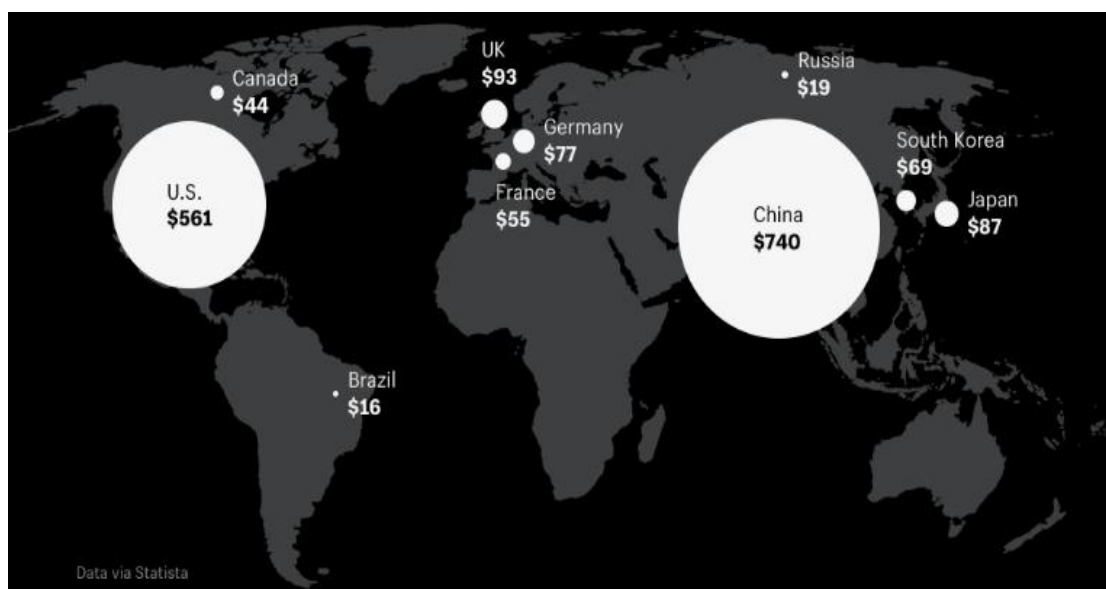 UK
$93
Russia
$19
Canada
$44
Germany
$77
South Korea
$69
U.S.
$561
France
$55
Japan
$87
China
$740
Brazil
$16
Data via Statista